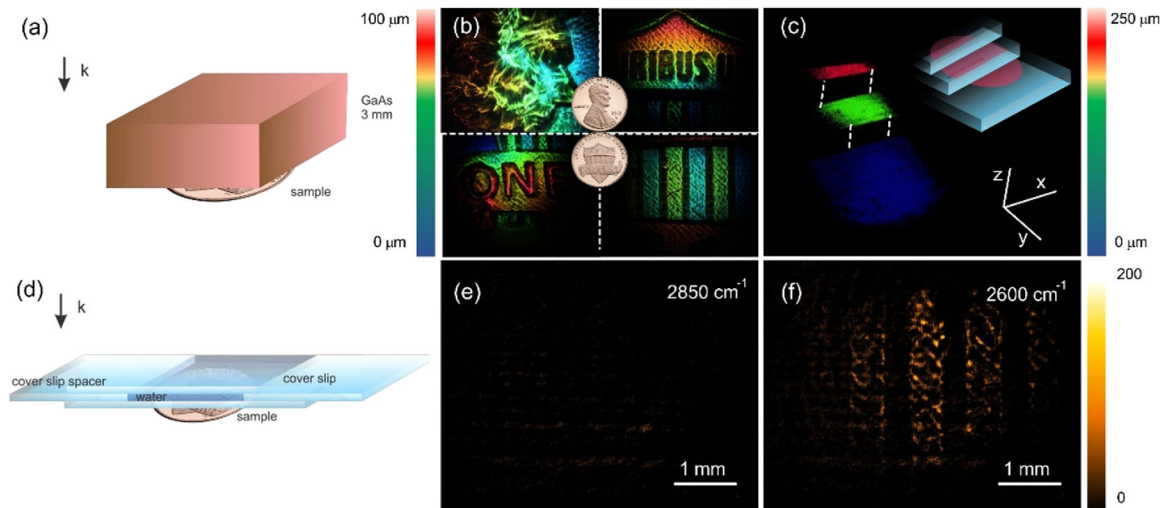 (a)
k
GaAs
3 mm
sample
100 μm
0 μm
(b)
RIBUS
ONE
(c)
z
x
y
250 μm
0 μm
(d)
k
cover slip spacer
cover slip
water
sample
(e)
2850 cm⁻¹
1 mm
(f)
2600 cm⁻¹
1 mm
200
0